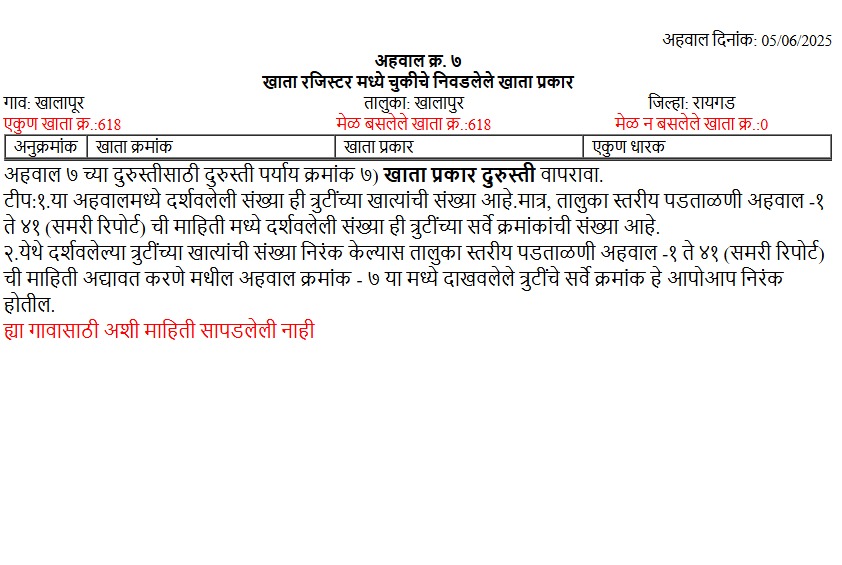 अहवाल दिनांक: 05/06/2025
अहवाल क्र. ७
खाता रजिस्टर मध्ये चुकीचे निवडलेले खाता प्रकार
गाव: खालापूर तालुका: खालापुर जिल्हा: रायगड
एकुण खाता क्र.:618 मेळ बसलेले खाता क्र.:618 मेळ न बसलेले खाता क्र.:0
अनुक्रमांक खाता क्रमांक खाता प्रकार एकुण धारक
अहवाल ७ च्या दुरुस्तीसाठी दुरुस्ती पर्याय क्रमांक ७) खाता प्रकार दुरुस्ती वापरावा.
टीप:१.या अहवालमध्ये दर्शवलेली संख्या ही त्रुटींच्या खात्यांची संख्या आहे.मात्र, तालुका स्तरीय पडताळणी अहवाल -१
ते ४१ (समरी रिपोर्ट) ची माहिती मध्ये दर्शवलेली संख्या ही त्रुटींच्या सर्वे क्रमांकांची संख्या आहे.
२.येथे दर्शवलेल्या त्रुटींच्या खात्यांची संख्या निरंक केल्यास तालुका स्तरीय पडताळणी अहवाल -१ ते ४१ (समरी रिपोर्ट)
ची माहिती अद्यावत करणे मधील अहवाल क्रमांक - ७ या मध्ये दाखवलेले त्रुटींचे सर्वे क्रमांक हे आपोआप निरंक
होतील.
ह्या गावासाठी अशी माहिती सापडलेली नाही